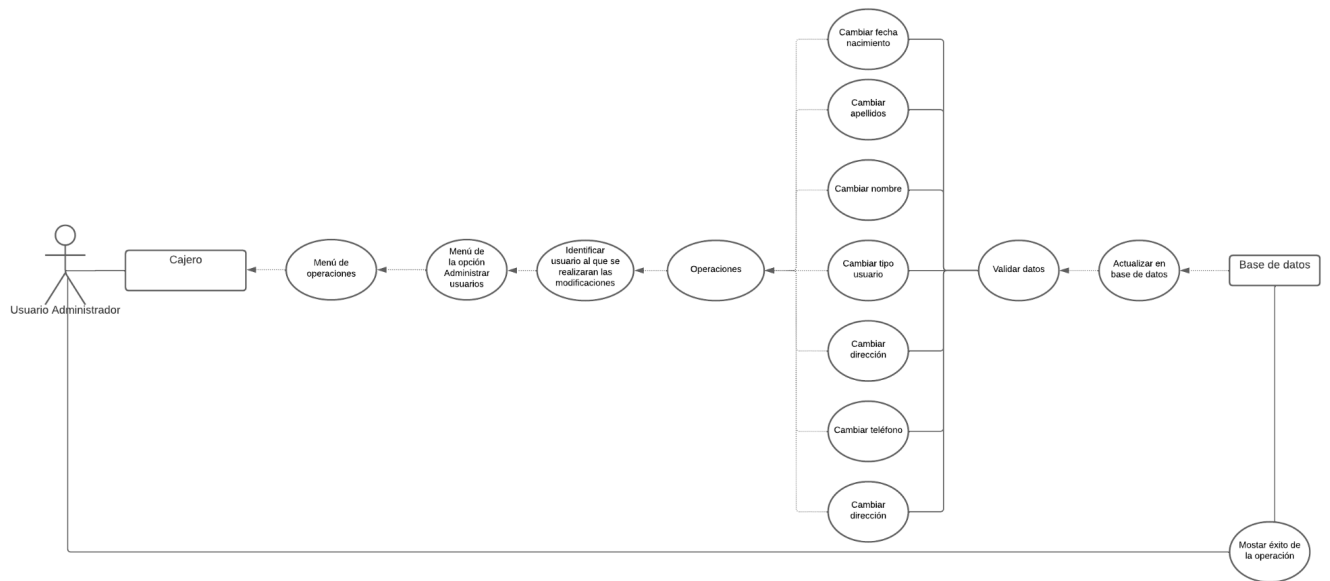 Cambiar fecha
nacimiento
Cambiar
apellidos
Cambiar nombre
Usuario Administrador
Cajero
Menú de
operaciones
Menú de
la opción
Administrar
usuarios
Identificar
usuario al que se
realizaran las
modificaciones
Operaciones
Cambiar tipo
usuario
Validar datos
Actualizar en
base de datos
Base de datos
Cambiar
dirección
Cambiar teléfono
Cambiar
dirección
Mostar éxito de
la operación